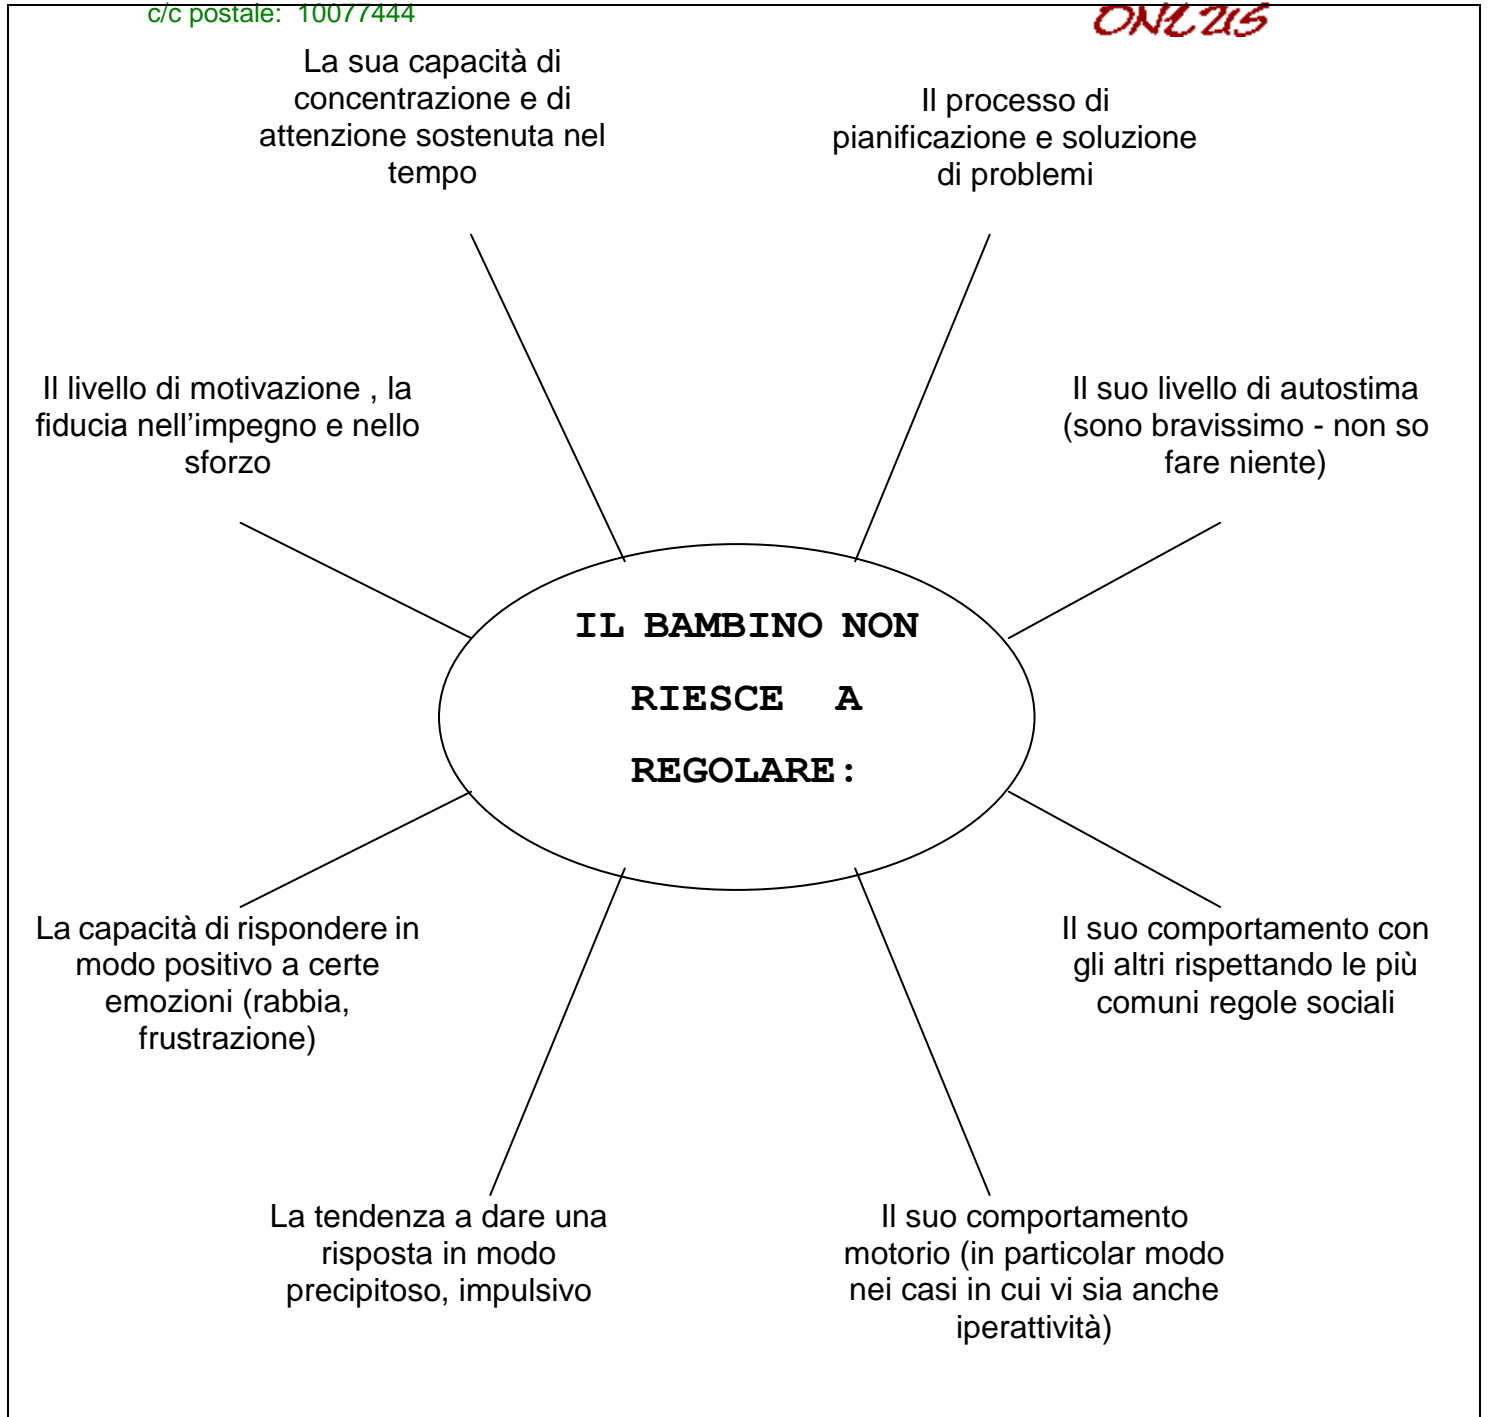 c/c postale: 10077444
ONLUS
La sua capacità di
concentrazione e di
attenzione sostenuta nel
tempo
Il processo di
pianificazione e soluzione
di problemi
Il livello di motivazione , la
fiducia nell'impegno e nello
sforzo
Il suo livello di autostima
(sono bravissimo - non so
fare niente)
IL BAMBINO NON
RIESCE A
REGOLARE:
La capacità di rispondere in
modo positivo a certe
emozioni (rabbia,
frustrazione)
Il suo comportamento con
gli altri rispettando le più
comuni regole sociali
La tendenza a dare una
risposta in modo
precipitoso, impulsivo
Il suo comportamento
motorio (in particolar modo
nei casi in cui vi sia anche
iperattività)